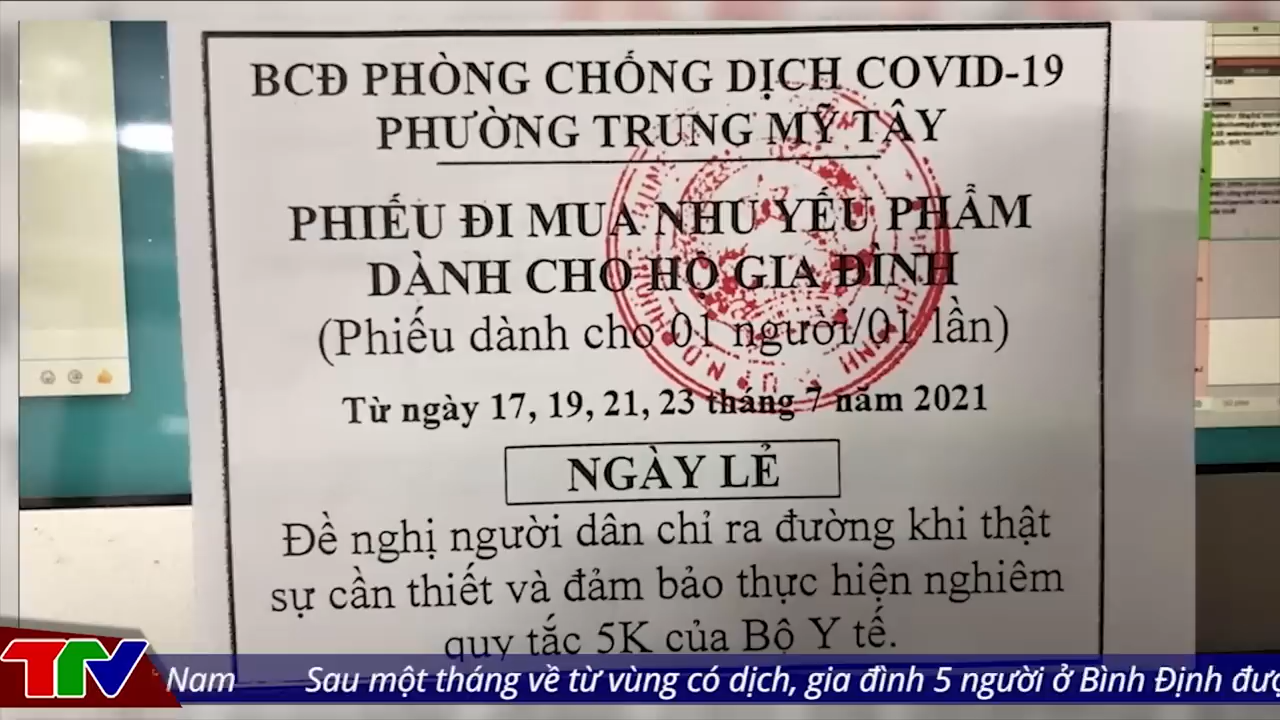 BCĐ PHÒNG CHỐNG DỊCH COVID-19
PHƯỜNG TRUNG MỸ TÂY
PHIẾU ĐI MUA NHU YẾU PHẨM
DÀNH CHO HỘ GIA ĐÌNH
(Phiếu dành cho 01 người/01 lần)
Từ ngày 17, 19, 21, 23 tháng 7 năm 2021
NGÀY LẺ
Đề nghị người dân chỉ ra đường khi thật
sự cần thiết và đảm bảo thực hiện nghiêm
quy tắc 5K của Bộ Y tế.
TTV
Nam Sau một tháng về từ vùng có dịch, gia đình 5 người ở Bình Định